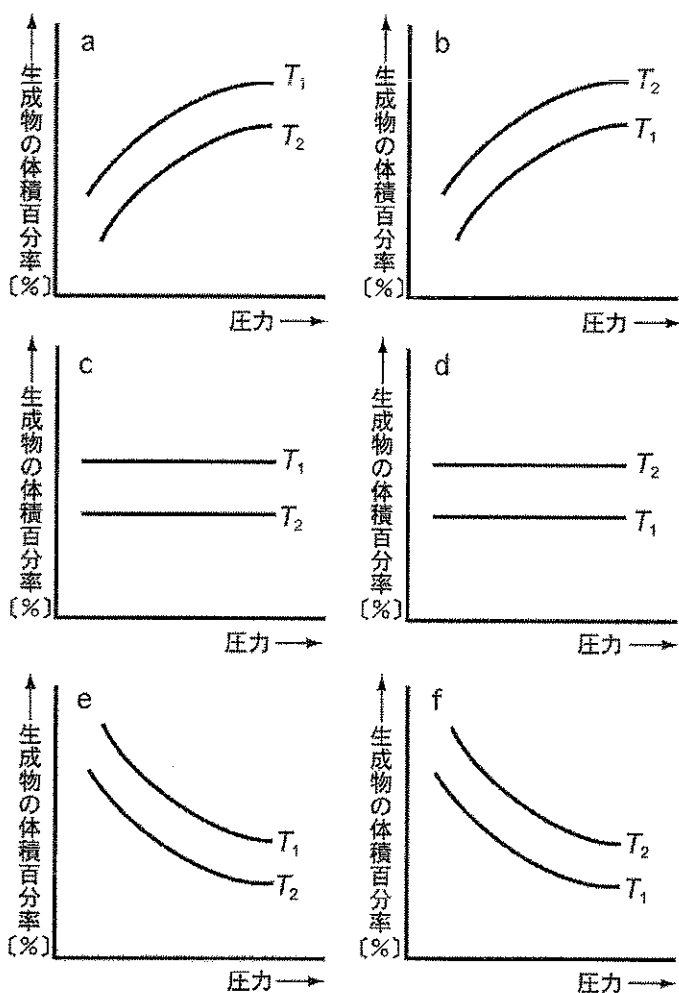 a
生成物の体積百分率〔%〕
T₁
T₂
圧力
b
生成物の体積百分率〔%〕
T₂
T₁
圧力
c
生成物の体積百分率〔%〕
T₁
T₂
圧力
d
生成物の体積百分率〔%〕
T₂
T₁
圧力
e
生成物の体積百分率〔%〕
T₁
T₂
圧力
f
生成物の体積百分率〔%〕
T₂
T₁
圧力